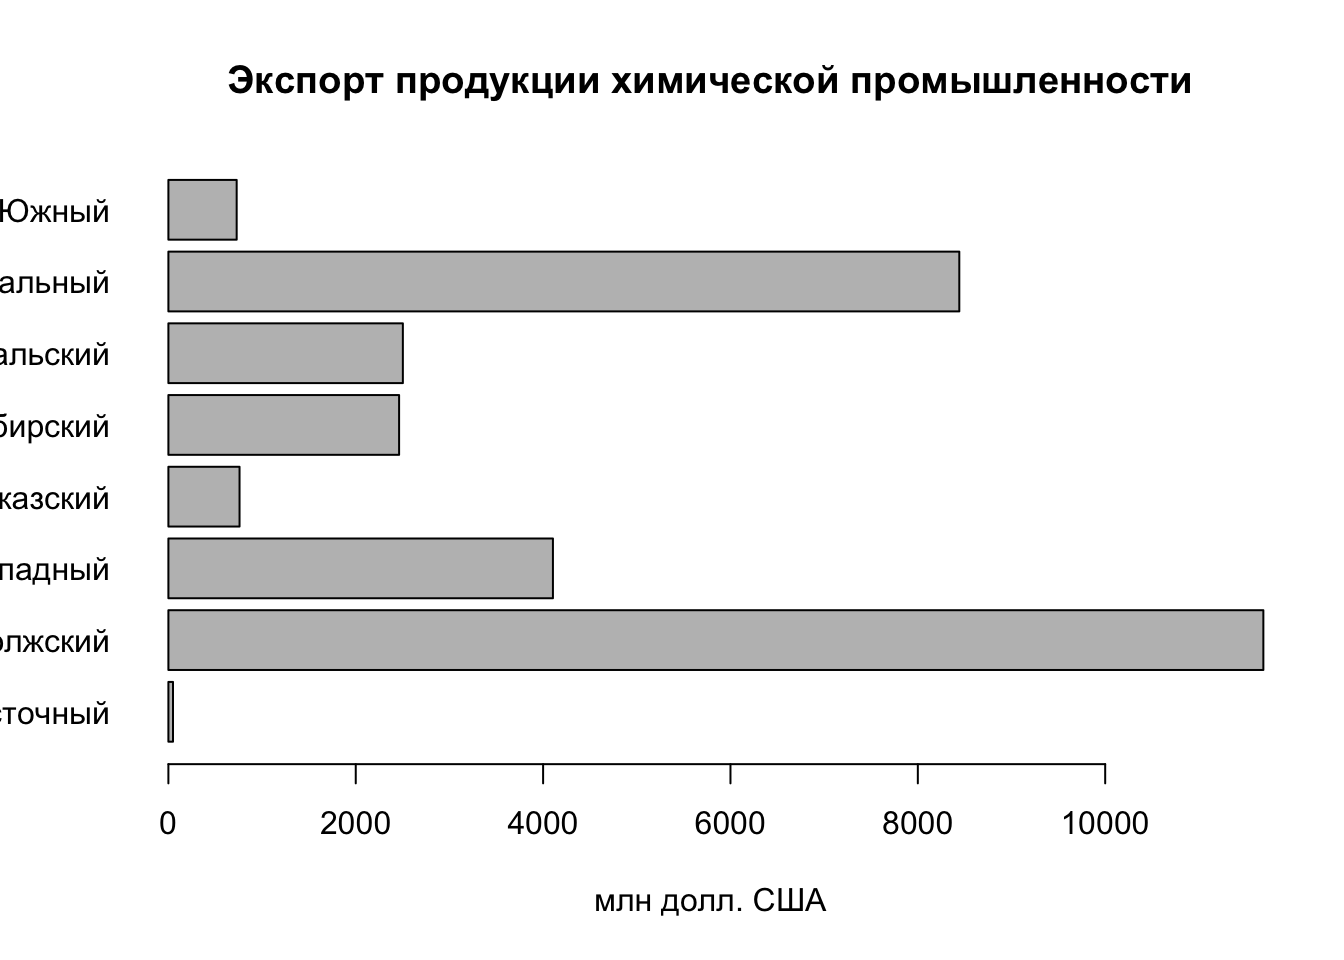 Экспорт продукции химической промышленности
Южный
альный
альский
бирский
казский
падный
олжский
сточный
0 2000 4000 6000 8000 10000
млн долл. США